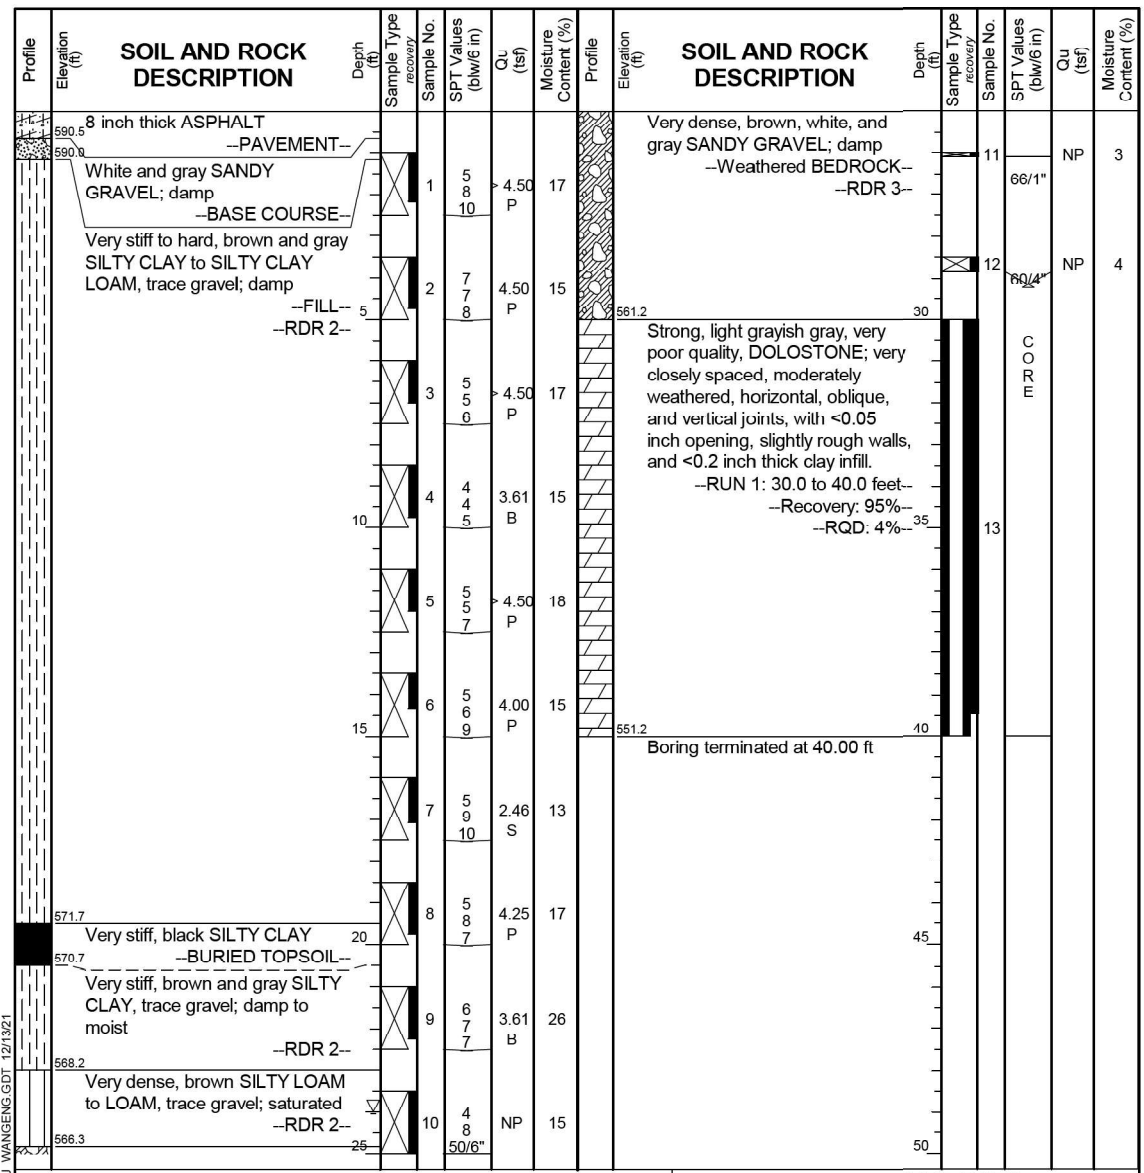 Profile
Elevation
(ft)
SOIL AND ROCK
DESCRIPTION
Depth
(ft)
Sample Type
recovery
Sample No.
SPT Values
(blw/6 in)
Qu
(tsf)
Moisture
Content (%)
8 inch thick ASPHALT
590.5
--PAVEMENT--
590.0
White and gray SANDY
GRAVEL; damp
--BASE COURSE--
1
5
8
10
> 4.50
P
17
Very stiff to hard, brown and gray
SILTY CLAY to SILTY CLAY
LOAM, trace gravel; damp
--FILL--
5
--RDR 2--
2
7
7
8
4.50
P
15
3
5
5
6
> 4.50
P
17
4
4
4
5
3.61
B
15
10
5
5
5
7
> 4.50
P
18
6
5
6
9
4.00
P
15
15
7
5
9
10
2.46
S
13
8
5
8
7
4.25
P
17
571.7
Very stiff, black SILTY CLAY
20
--BURIED TOPSOIL--
570.7
Very stiff, brown and gray SILTY
CLAY, trace gravel; damp to
moist
--RDR 2--
9
6
7
7
3.61
B
26
568.2
Very dense, brown SILTY LOAM
to LOAM, trace gravel; saturated
--RDR 2--
10
4
8
50/6"
NP
15
566.3
25
Profile
Elevation
(ft)
SOIL AND ROCK
DESCRIPTION
Depth
(ft)
Sample Type
recovery
Sample No.
SPT Values
(blw/6 in)
Qu
(tsf)
Moisture
Content (%)
Very dense, brown, white, and
gray SANDY GRAVEL; damp
--Weathered BEDROCK--
--RDR 3--
11
66/1"
NP
3
12
60/4"
NP
4
561.2
30
Strong, light grayish gray, very
poor quality, DOLOSTONE; very
closely spaced, moderately
weathered, horizontal, oblique,
and vertical joints, with <0.05
inch opening, slightly rough walls,
and <0.2 inch thick clay infill.
--RUN 1: 30.0 to 40.0 feet--
--Recovery: 95%--
--RQD: 4%--
35
13
C
O
R
E
551.2
40
Boring terminated at 40.00 ft
45
50
WANGENG.GDT 12/13/21